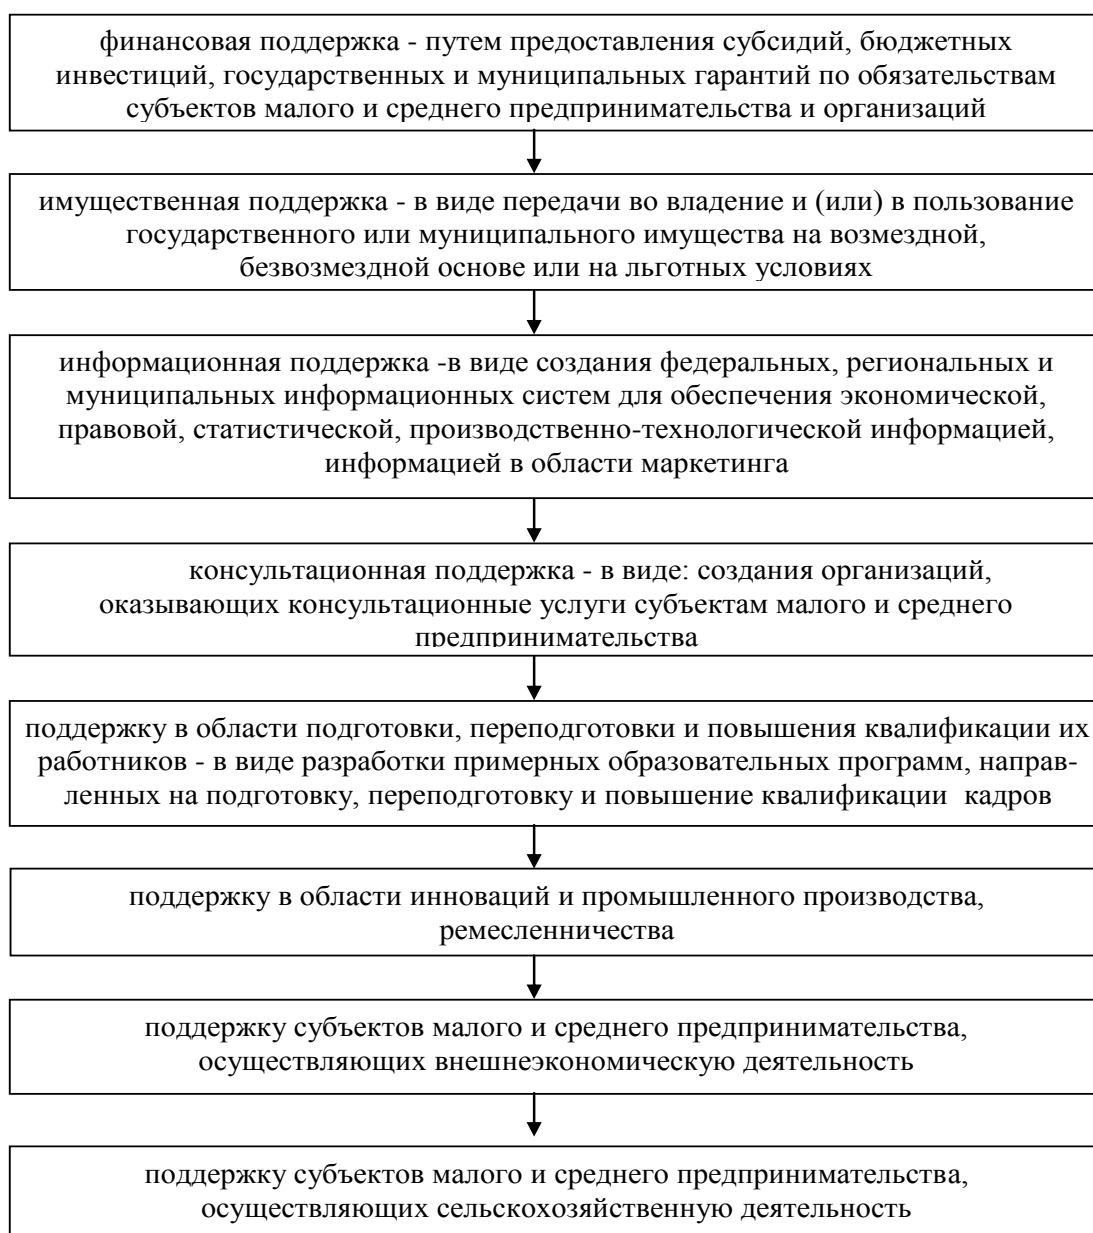 финансовая поддержка - путем предоставления субсидий, бюджетных
инвестиций, государственных и муниципальных гарантий по обязательствам
субъектов малого и среднего предпринимательства и организаций
имущественная поддержка - в виде передачи во владение и (или) в пользование
государственного или муниципального имущества на возмездной,
безвозмездной основе или на льготных условиях
информационная поддержка -в виде создания федеральных, региональных и
муниципальных информационных систем для обеспечения экономической,
правовой, статистической, производственно-технологической информацией,
информацией в области маркетинга
консультационная поддержка - в виде: создания организаций,
оказывающих консультационные услуги субъектам малого и среднего
предпринимательства
поддержку в области подготовки, переподготовки и повышения квалификации их
работников - в виде разработки примерных образовательных программ, направ-
ленных на подготовку, переподготовку и повышение квалификации кадров
поддержку в области инноваций и промышленного производства,
ремесленничества
поддержку субъектов малого и среднего предпринимательства,
осуществляющих внешнеэкономическую деятельность
поддержку субъектов малого и среднего предпринимательства,
осуществляющих сельскохозяйственную деятельность